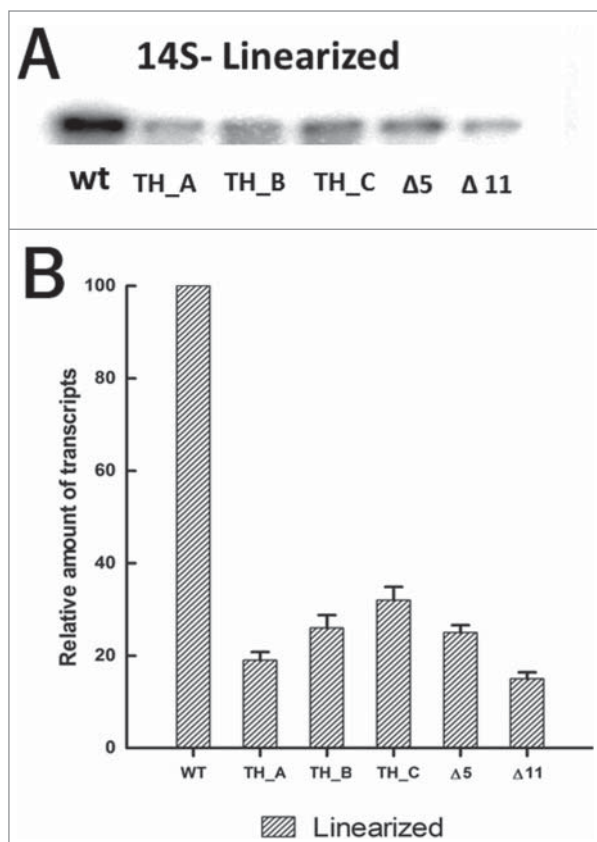 A
14S- Linearized
wt TH_A TH_B TH_C Δ5 Δ 11
B
Relative amount of transcripts
100
80
60
40
20
0
WT TH_A TH_B TH_C Δ5 Δ11
Linearized